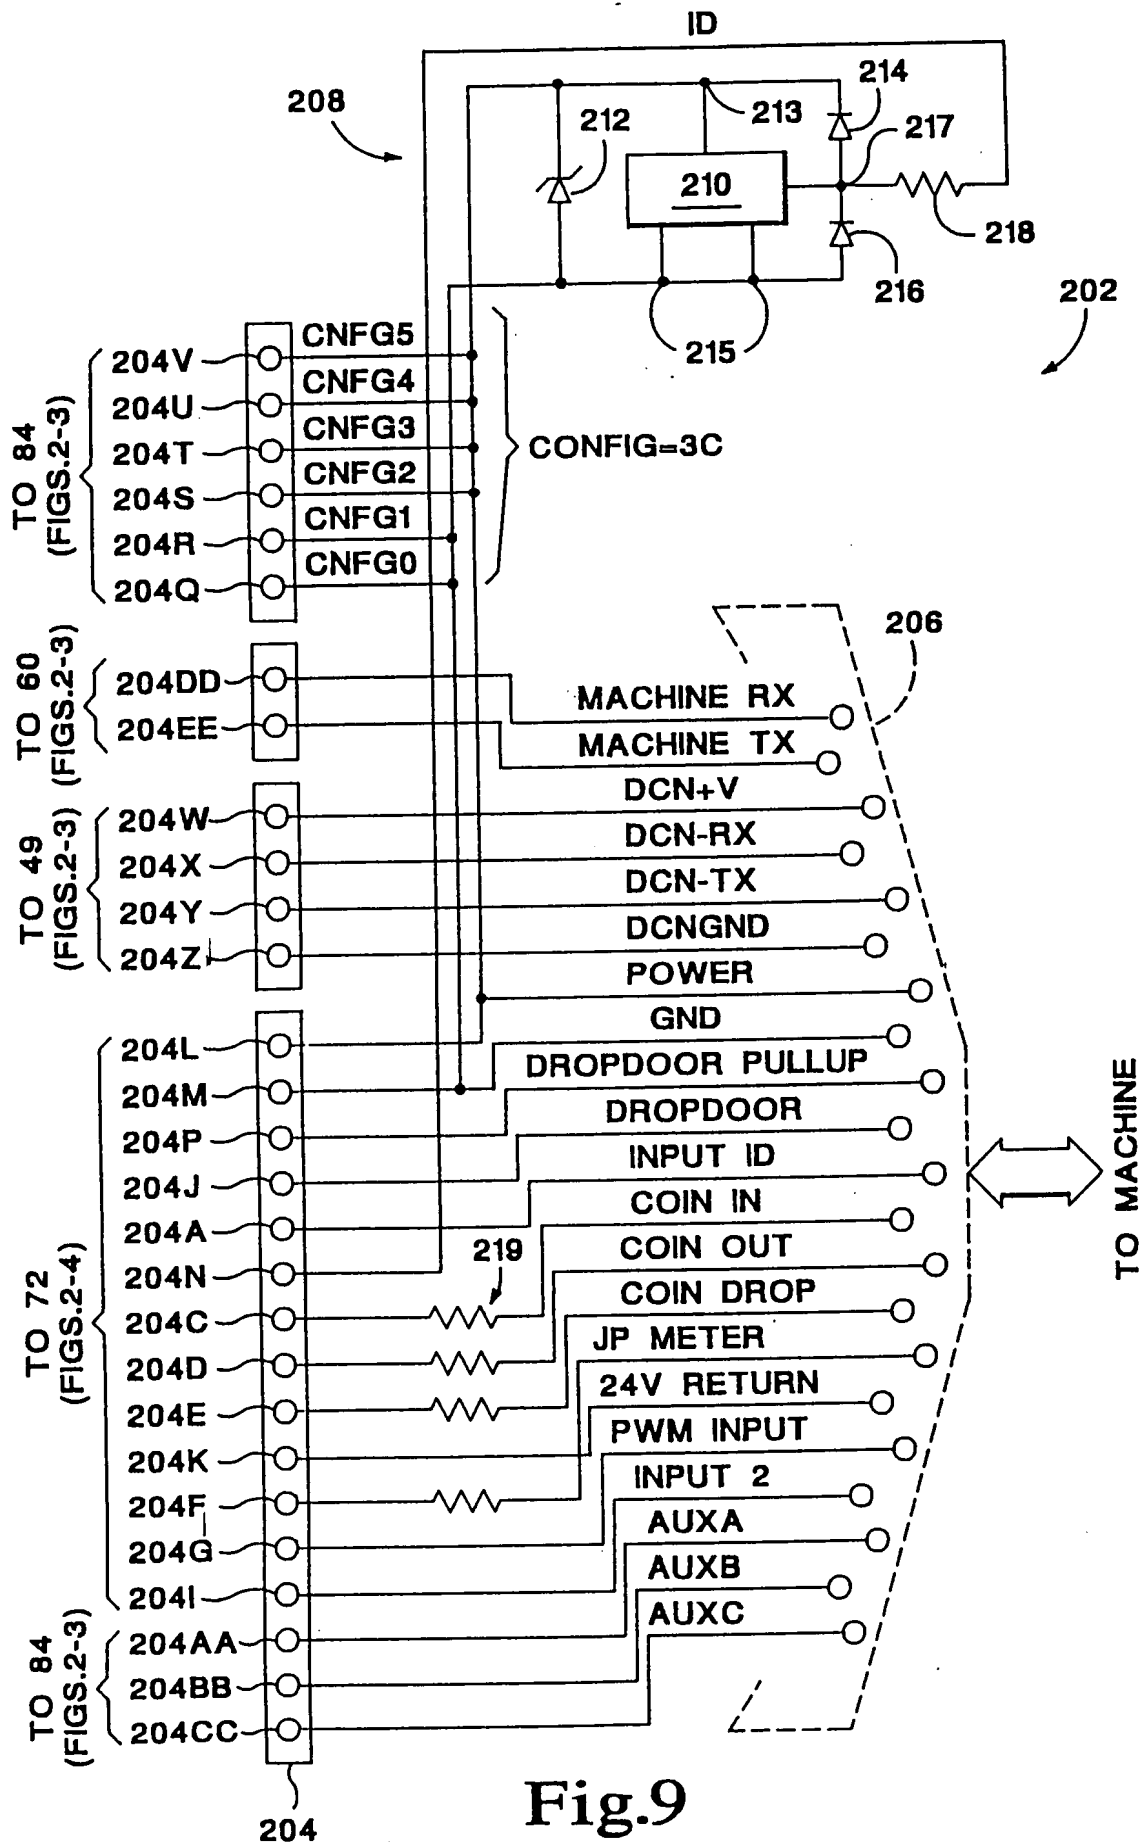 ID
208
212
213
214
217
210
218
216
202
215
CNFG5
204V
CNFG4
204U
CNFG3
204T
CNFG2
204S
CNFG1
204R
CNFG0
204Q
TO 84
(FIGS.2-3)
CONFIG=3C
206
TO 60
(FIGS.2-3)
204DD
204EE
MACHINE RX
MACHINE TX
TO 49
(FIGS.2-3)
204W
204X
204Y
204Z
DCN+V
DCN-RX
DCN-TX
DCNGND
POWER
GND
DROPDOOR PULLUP
DROPDOOR
INPUT ID
COIN IN
COIN OUT
COIN DROP
JP METER
24V RETURN
PWM INPUT
INPUT 2
AUXA
AUXB
AUXC
TO 72
(FIGS.2-4)
204L
204M
204P
204J
204A
204N
219
204C
204D
204E
204K
204F
204G
204I
TO 84
(FIGS.2-3)
204AA
204BB
204CC
TO MACHINE
204
Fig.9